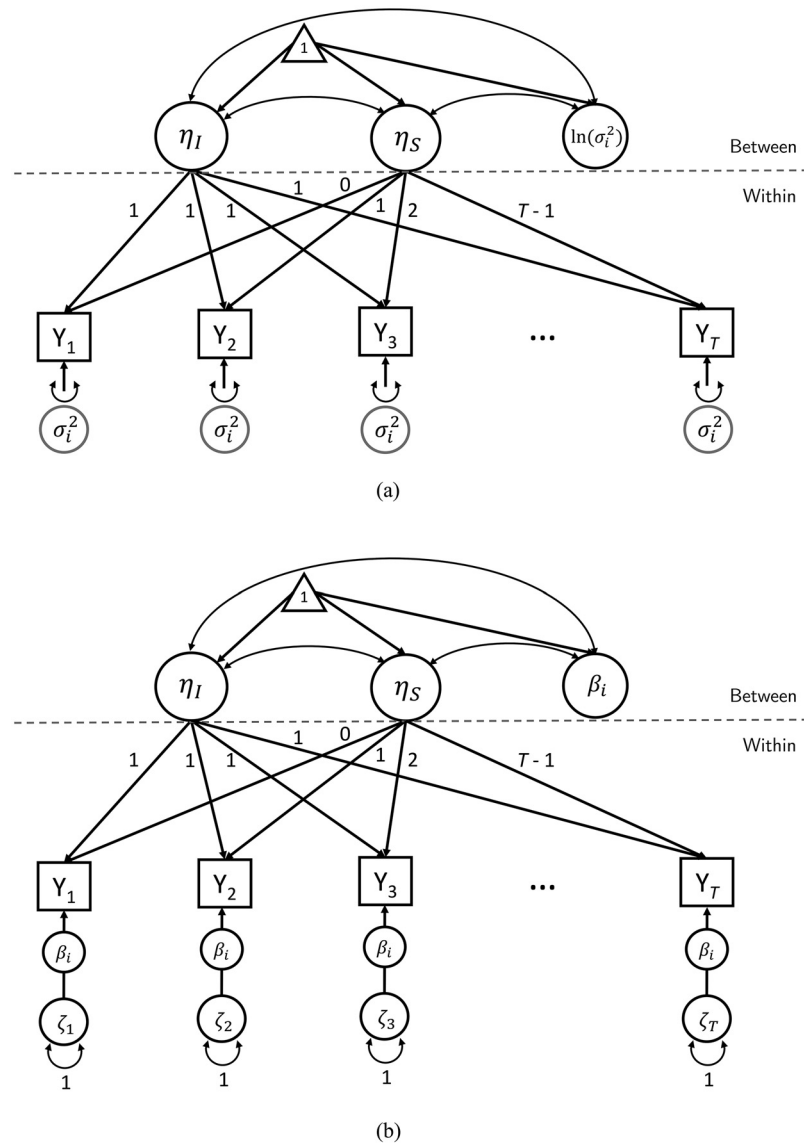 1
η_I η_S ln(σ_i^2)
Between
Within
1 1 1 1 0 1 2 T - 1
Y_1 Y_2 Y_3 ... Y_T
σ_i^2 σ_i^2 σ_i^2 σ_i^2
(a)
1
η_I η_S β_i
Between
Within
1 1 1 1 0 1 2 T - 1
Y_1 Y_2 Y_3 ... Y_T
β_i β_i β_i β_i
ζ_1 ζ_2 ζ_3 ζ_T
1 1 1 1
(b)